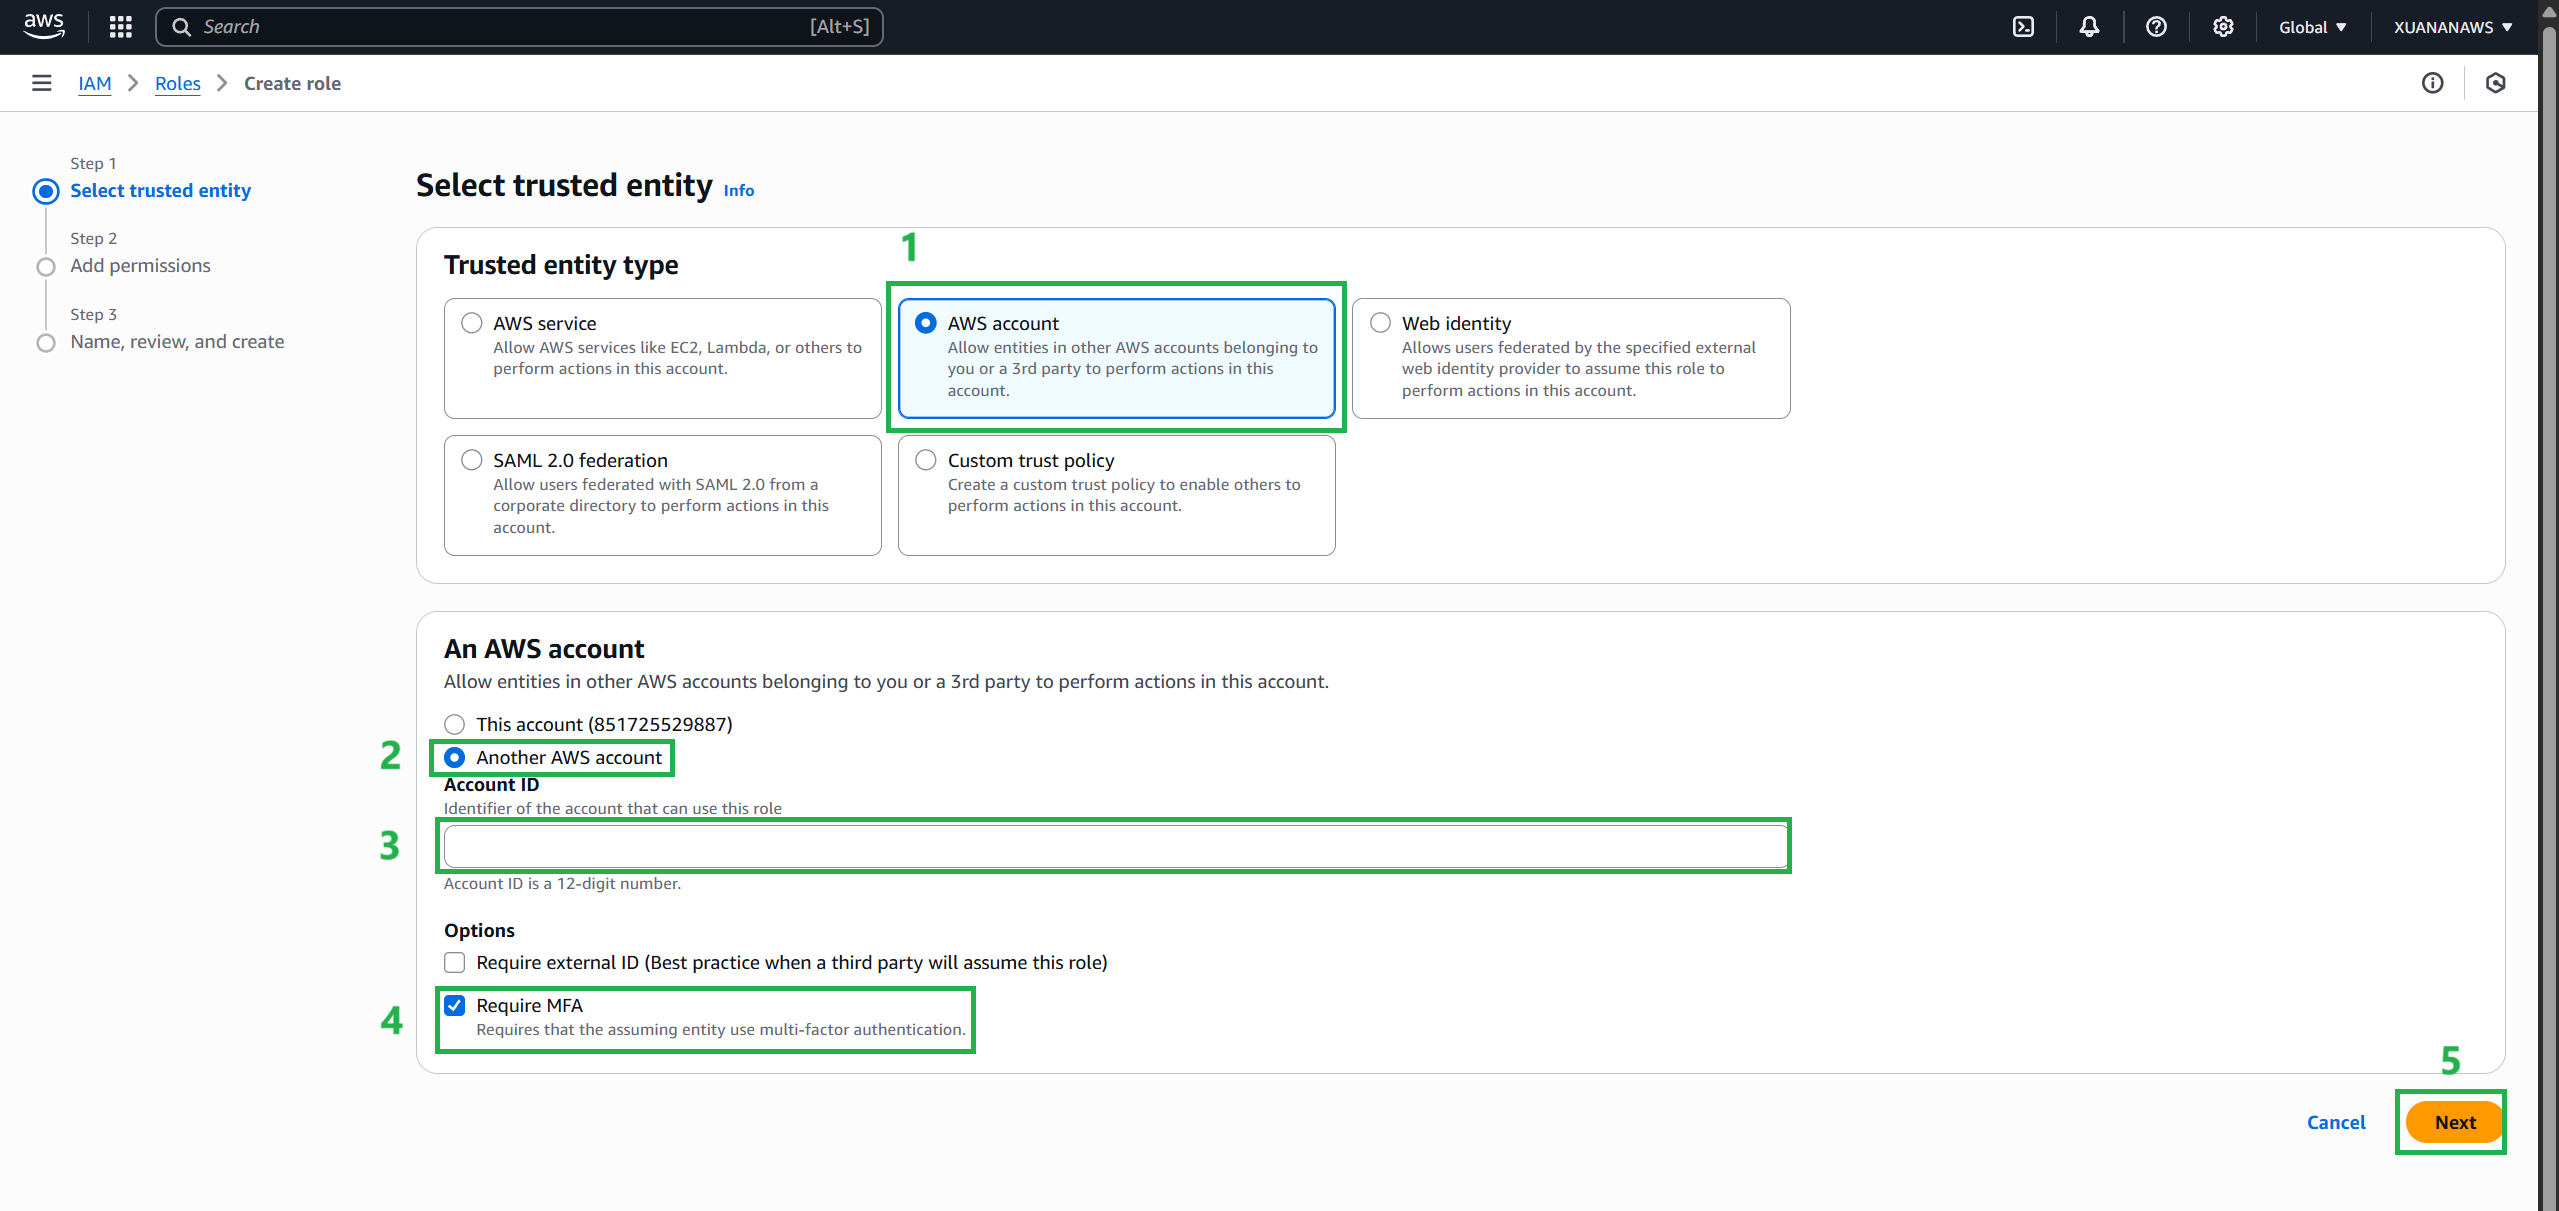 aws
Search
[Alt+S]
Global
XUANANAWS
IAM
Roles
Create role
Step 1
Select trusted entity
Step 2
Add permissions
Step 3
Name, review, and create
Select trusted entity Info
1
Trusted entity type
AWS service
Allow AWS services like EC2, Lambda, or others to
perform actions in this account.
AWS account
Allow entities in other AWS accounts belonging to
you or a 3rd party to perform actions in this
account.
Web identity
Allows users federated by the specified external
web identity provider to assume this role to
perform actions in this account.
SAML 2.0 federation
Allow users federated with SAML 2.0 from a
corporate directory to perform actions in this
account.
Custom trust policy
Create a custom trust policy to enable others to
perform actions in this account.
An AWS account
Allow entities in other AWS accounts belonging to you or a 3rd party to perform actions in this account.
This account (851725529887)
2
Another AWS account
Account ID
Identifier of the account that can use this role
3
Account ID is a 12-digit number.
Options
Require external ID (Best practice when a third party will assume this role)
4
Require MFA
Requires that the assuming entity use multi-factor authentication.
5
Cancel
Next